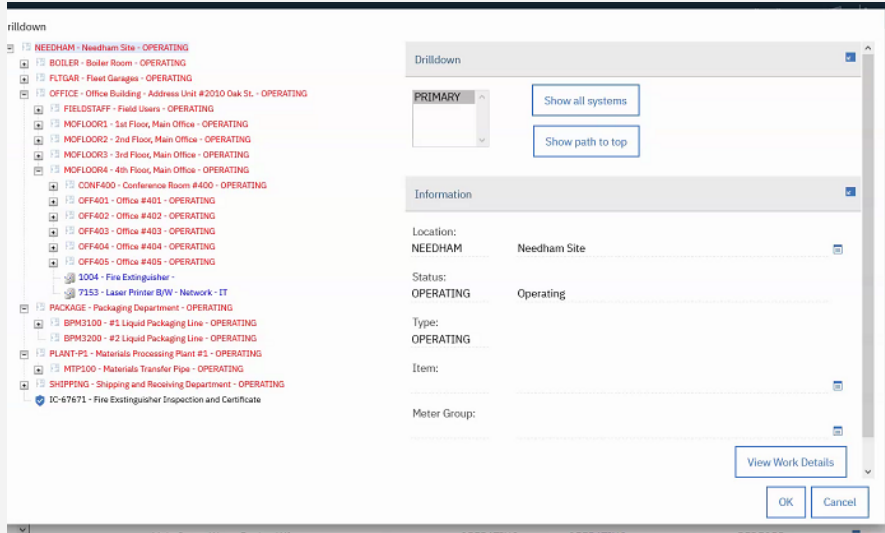 rilldown
NEEDHAM - Needham Site - OPERATING
BOILER - Boiler Room - OPERATING
FLTGAR - Fleet Garages - OPERATING
OFFICE - Office Building - Address Unit #2010 Oak St. - OPERATING
FIELDSTAFF - Field Users - OPERATING
MOFLOOR1 - 1st Floor, Main Office - OPERATING
MOFLOOR2 - 2nd Floor, Main Office - OPERATING
MOFLOOR3 - 3rd Floor, Main Office - OPERATING
MOFLOOR4 - 4th Floor, Main Office - OPERATING
CONF400 - Conference Room #400 - OPERATING
OFF401 - Office #401 - OPERATING
OFF402 - Office #402 - OPERATING
OFF403 - Office #403 - OPERATING
OFF404 - Office #404 - OPERATING
OFF405 - Office #405 - OPERATING
1004 - Fire Extinguisher -
7153 - Laser Printer B/W - Network - IT
PACKAGE - Packaging Department - OPERATING
BPM3100 - #1 Liquid Packaging Line - OPERATING
BPM3200 - #2 Liquid Packaging Line - OPERATING
PLANT-P1 - Materials Processing Plant #1 - OPERATING
MTP100 - Materials Transfer Pipe - OPERATING
SHIPPING - Shipping and Receiving Department - OPERATING
IC-67671 - Fire Exstinguisher Inspection and Certificate
Drilldown
PRIMARY
Show all systems
Show path to top
Information
Location:
NEEDHAM Needham Site
Status:
OPERATING Operating
Type:
OPERATING
Item:
Meter Group:
View Work Details
OK Cancel